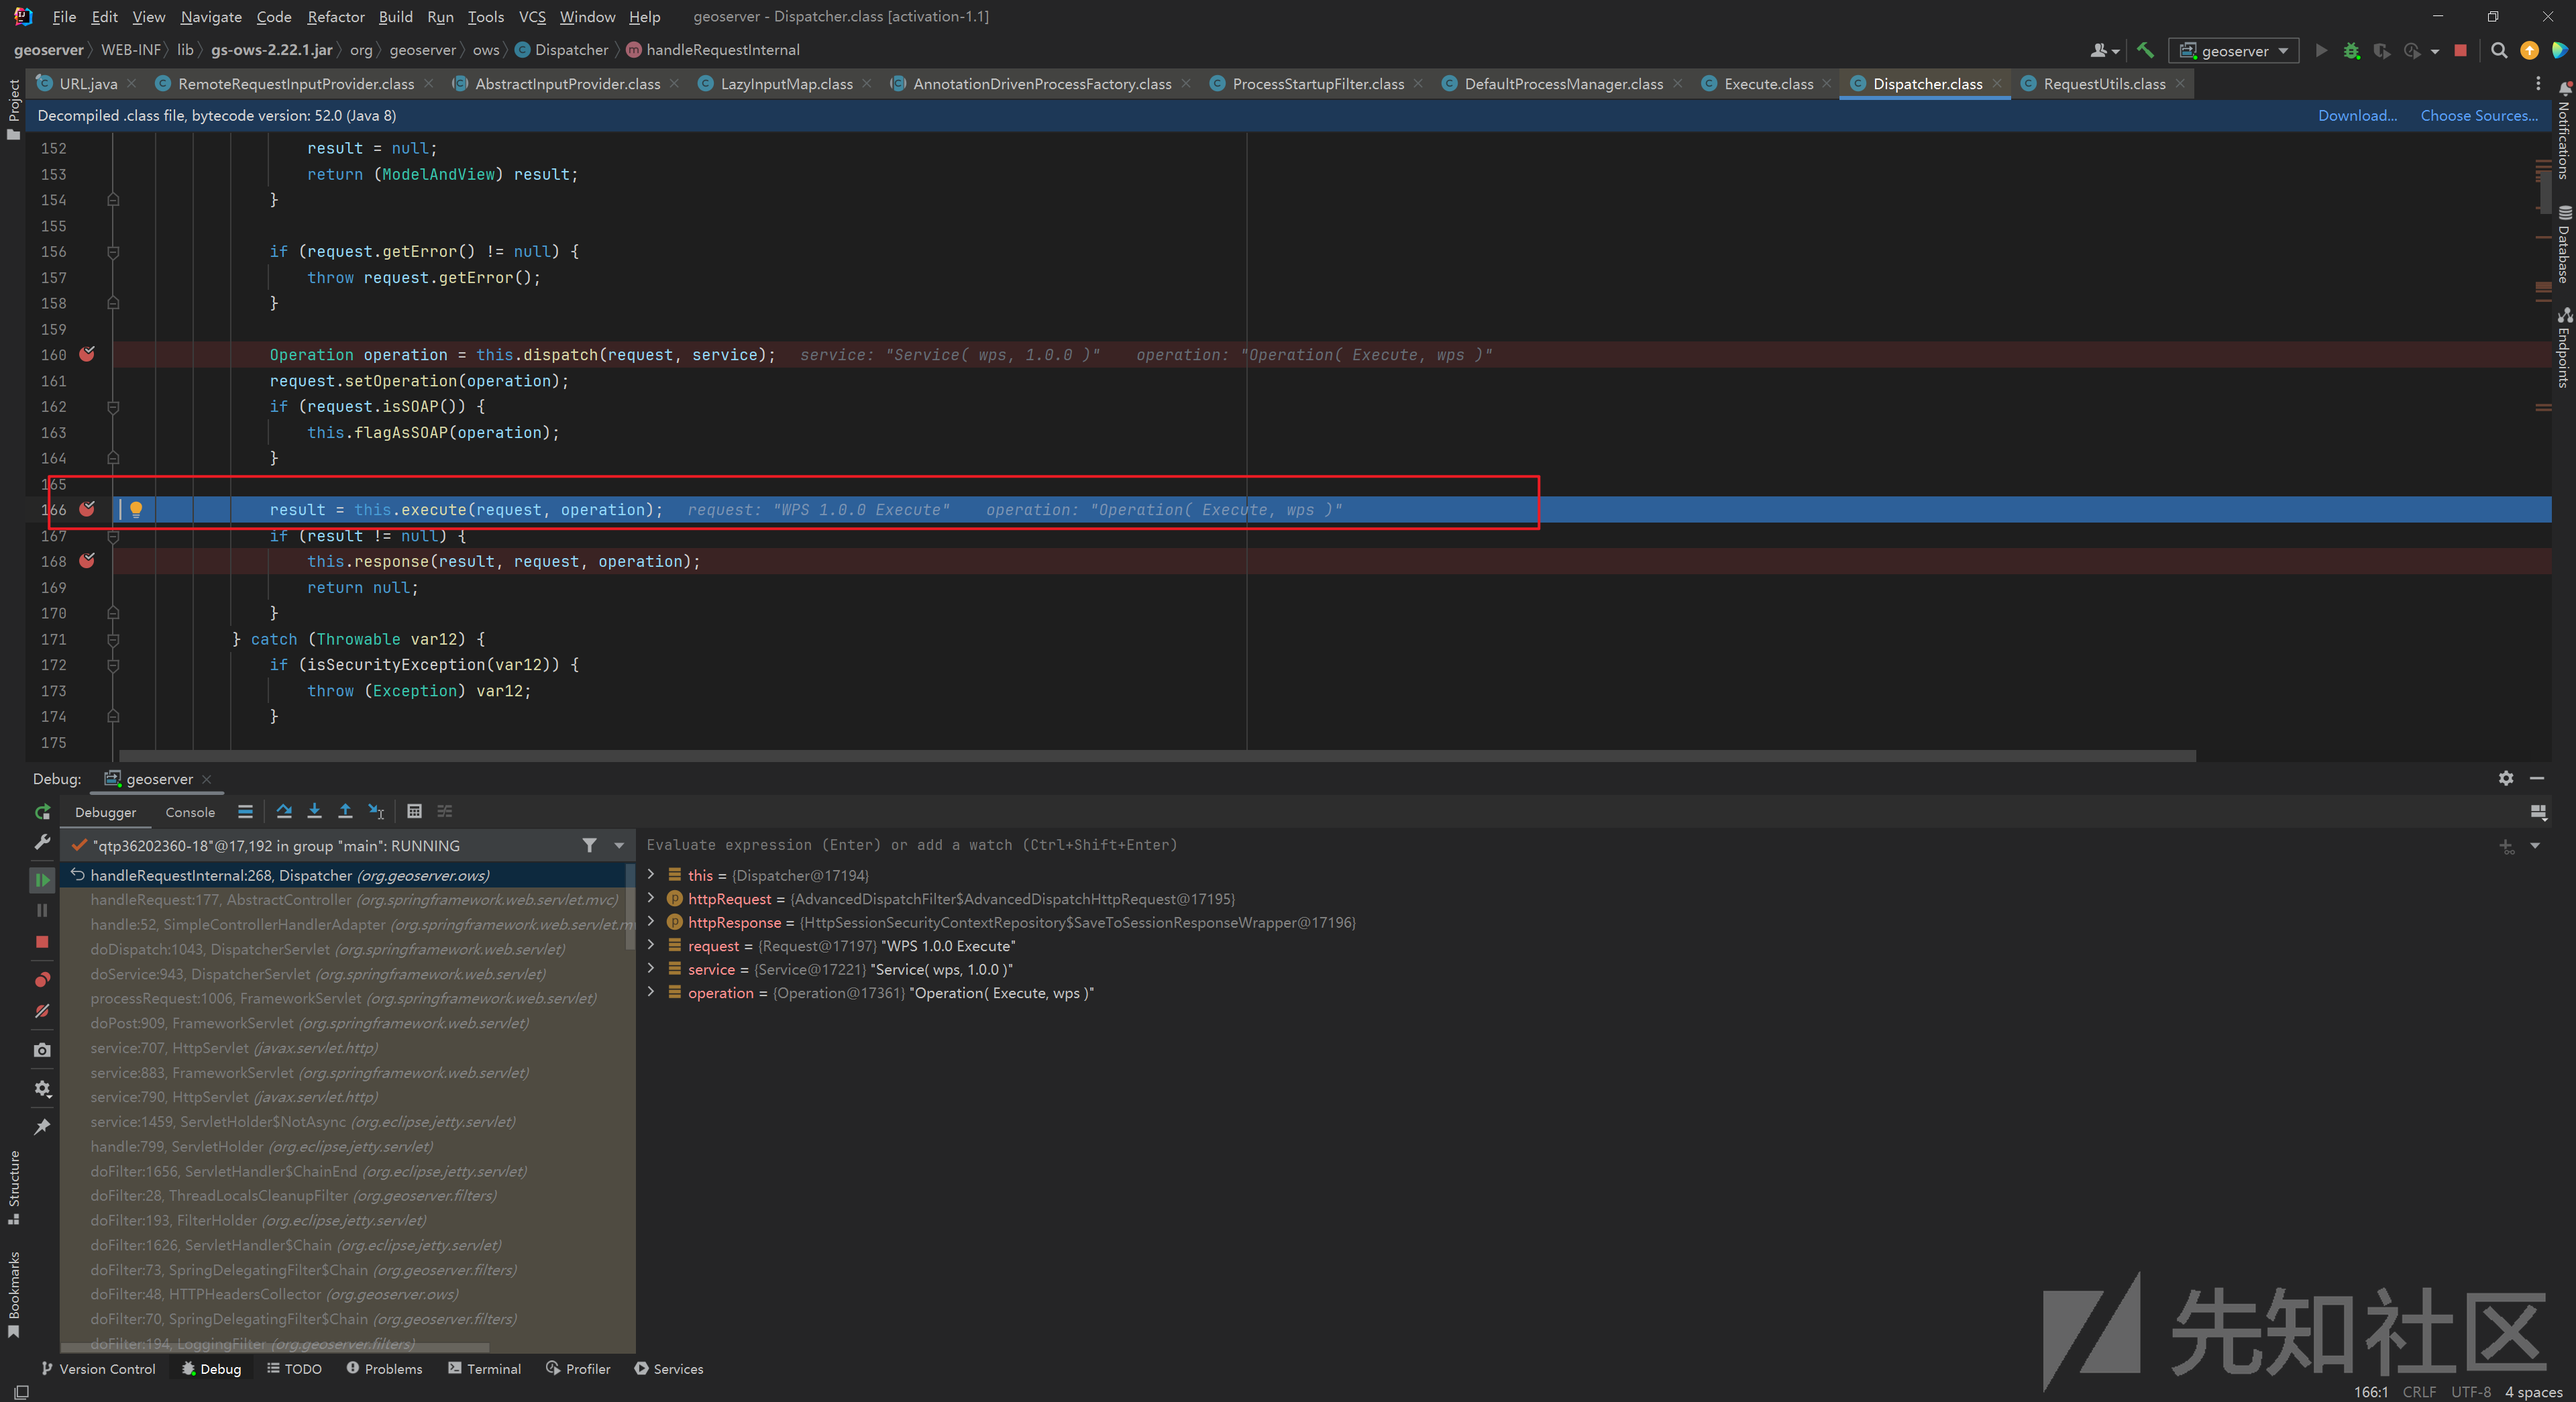 File Edit View Navigate Code Refactor Build Run Tools VCS Window Help geoserver - Dispatcher.class [activation-1.1]
geoserver WEB-INF lib gs-ows-2.22.1.jar org geoserver ows Dispatcher handleRequestInternal geoserver
URL.java RemoteRequestInputProvider.class AbstractInputProvider.class LazyInputMap.class AnnotationDrivenProcessFactory.class ProcessStartupFilter.class DefaultProcessManager.class Execute.class Dispatcher.class RequestUtils.class
Project
Notifications
Database
Endpoints
Decompiled .class file, bytecode version: 52.0 (Java 8) Download... Choose Sources...
152 result = null;
153 return (ModelAndView) result;
154 }
155
156 if (request.getError() != null) {
157 throw request.getError();
158 }
159
160 Operation operation = this.dispatch(request, service); service: "Service( wps, 1.0.0 )" operation: "Operation( Execute, wps )"
161 request.setOperation(operation);
162 if (request.isSOAP()) {
163 this.flagAsSOAP(operation);
164 }
165
166 result = this.execute(request, operation); request: "WPS 1.0.0 Execute" operation: "Operation( Execute, wps )"
167 if (result != null) {
168 this.response(result, request, operation);
169 return null;
170 }
171 } catch (Throwable var12) {
172 if (isSecurityException(var12)) {
173 throw (Exception) var12;
174 }
175
Debug: geoserver
Debugger Console
"qtp36202360-18"@17,192 in group "main": RUNNING
handleRequestInternal:268, Dispatcher (org.geoserver.ows)
handleRequest:177, AbstractController (org.springframework.web.servlet.mvc)
handle:52, SimpleControllerHandlerAdapter (org.springframework.web.servlet.m
doDispatch:1043, DispatcherServlet (org.springframework.web.servlet)
doService:943, DispatcherServlet (org.springframework.web.servlet)
processRequest:1006, FrameworkServlet (org.springframework.web.servlet)
doPost:909, FrameworkServlet (org.springframework.web.servlet)
service:707, HttpServlet (javax.servlet.http)
service:883, FrameworkServlet (org.springframework.web.servlet)
service:790, HttpServlet (javax.servlet.http)
service:1459, ServletHolder$NotAsync (org.eclipse.jetty.servlet)
handle:799, ServletHolder (org.eclipse.jetty.servlet)
doFilter:1656, ServletHandler$ChainEnd (org.eclipse.jetty.servlet)
doFilter:28, ThreadLocalsCleanupFilter (org.geoserver.filters)
doFilter:193, FilterHolder (org.eclipse.jetty.servlet)
doFilter:1626, ServletHandler$Chain (org.eclipse.jetty.servlet)
doFilter:73, SpringDelegatingFilter$Chain (org.geoserver.filters)
doFilter:48, HTTPHeadersCollector (org.geoserver.ows)
doFilter:70, SpringDelegatingFilter$Chain (org.geoserver.filters)
doFilter:194, LoggingFilter (org.geoserver.filters)
Evaluate expression (Enter) or add a watch (Ctrl+Shift+Enter)
this = {Dispatcher@17194}
httpRequest = {AdvancedDispatchFilter$AdvancedDispatchHttpRequest@17195}
httpResponse = {HttpSessionSecurityContextRepository$SaveToSessionResponseWrapper@17196}
request = {Request@17197} "WPS 1.0.0 Execute"
service = {Service@17221} "Service( wps, 1.0.0 )"
operation = {Operation@17361} "Operation( Execute, wps )"
Structure
Bookmarks
Version Control Debug TODO Problems Terminal Profiler Services
先知社区
166:1 CRLF UTF-8 4 spaces